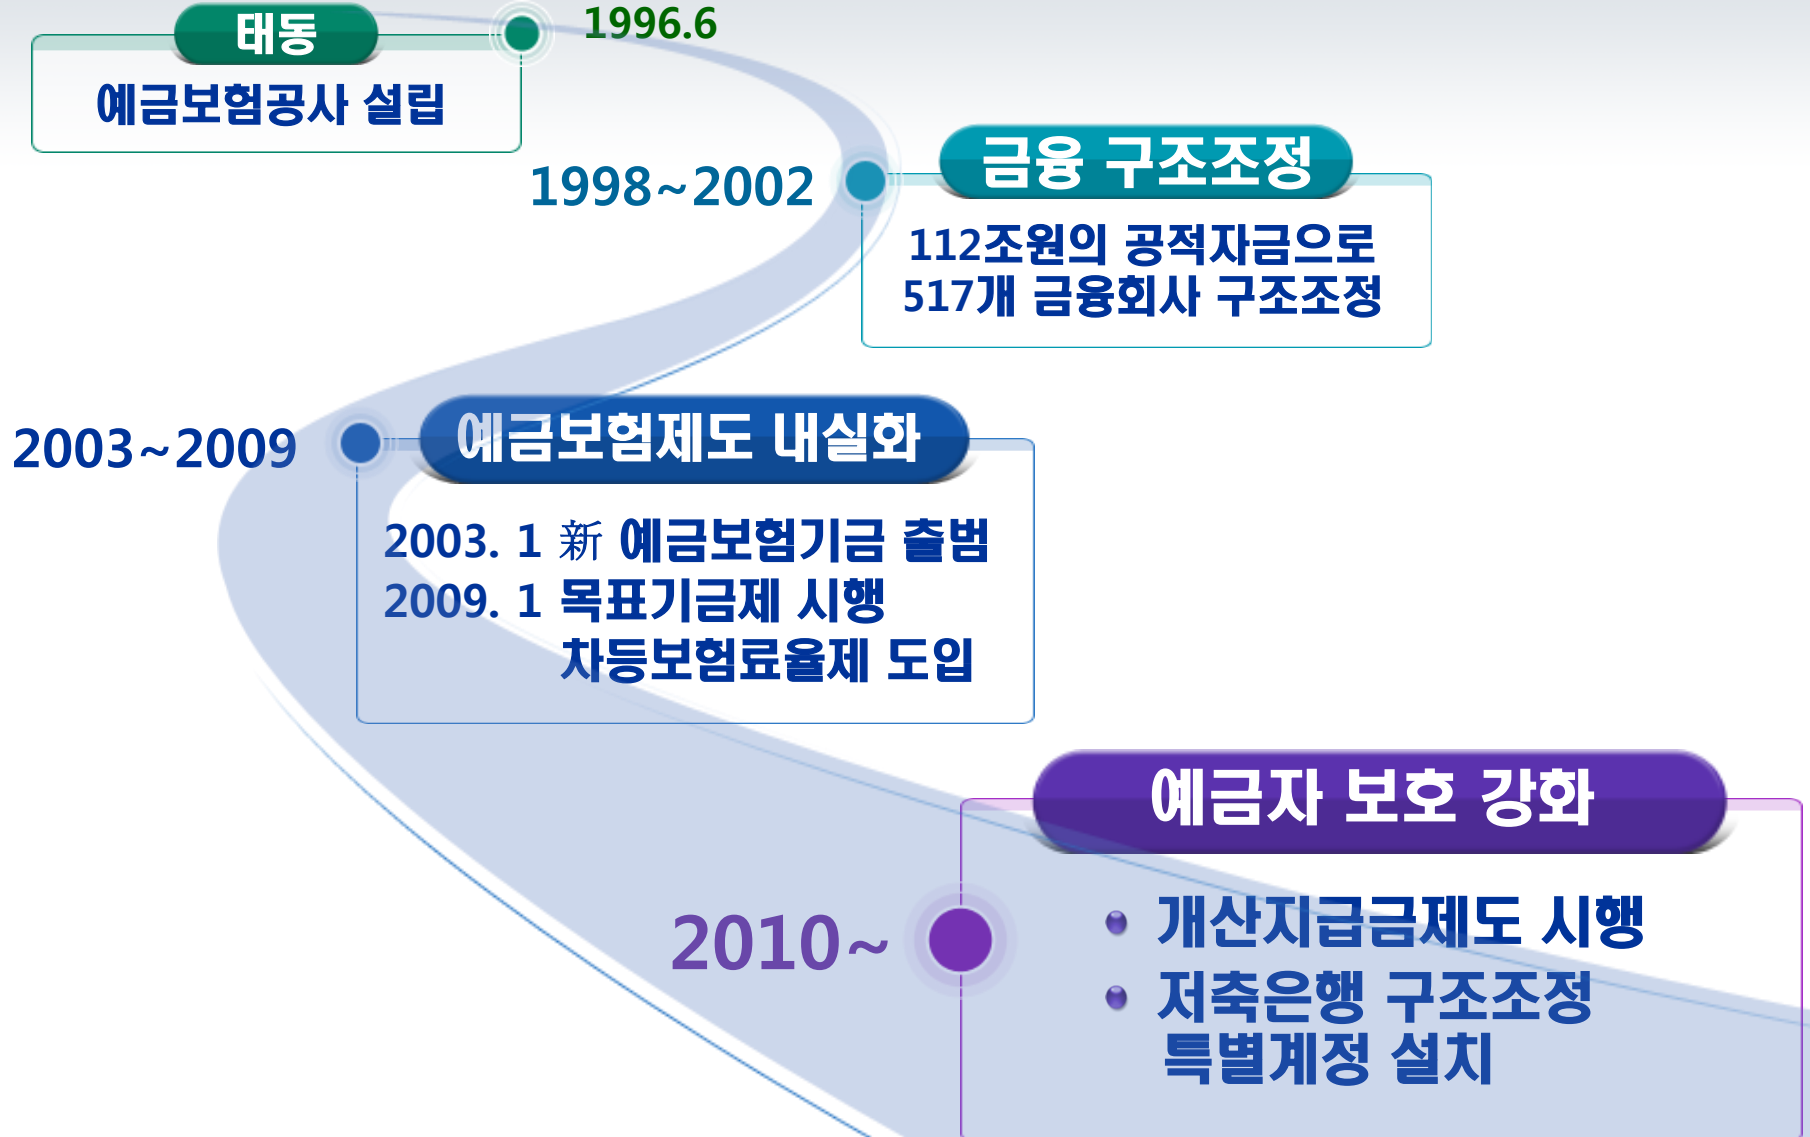 태동
1996.6
예금보험공사 설립
1998~2002
금융 구조조정
112조원의 공적자금으로
517개 금융회사 구조조정
2003~2009
예금보험제도 내실화
2003. 1 新 예금보험기금 출범
2009. 1 목표기금제 시행
차등보험료율제 도입
2010~
예금자 보호 강화
개산지급금제도 시행
저축은행 구조조정
특별계정 설치